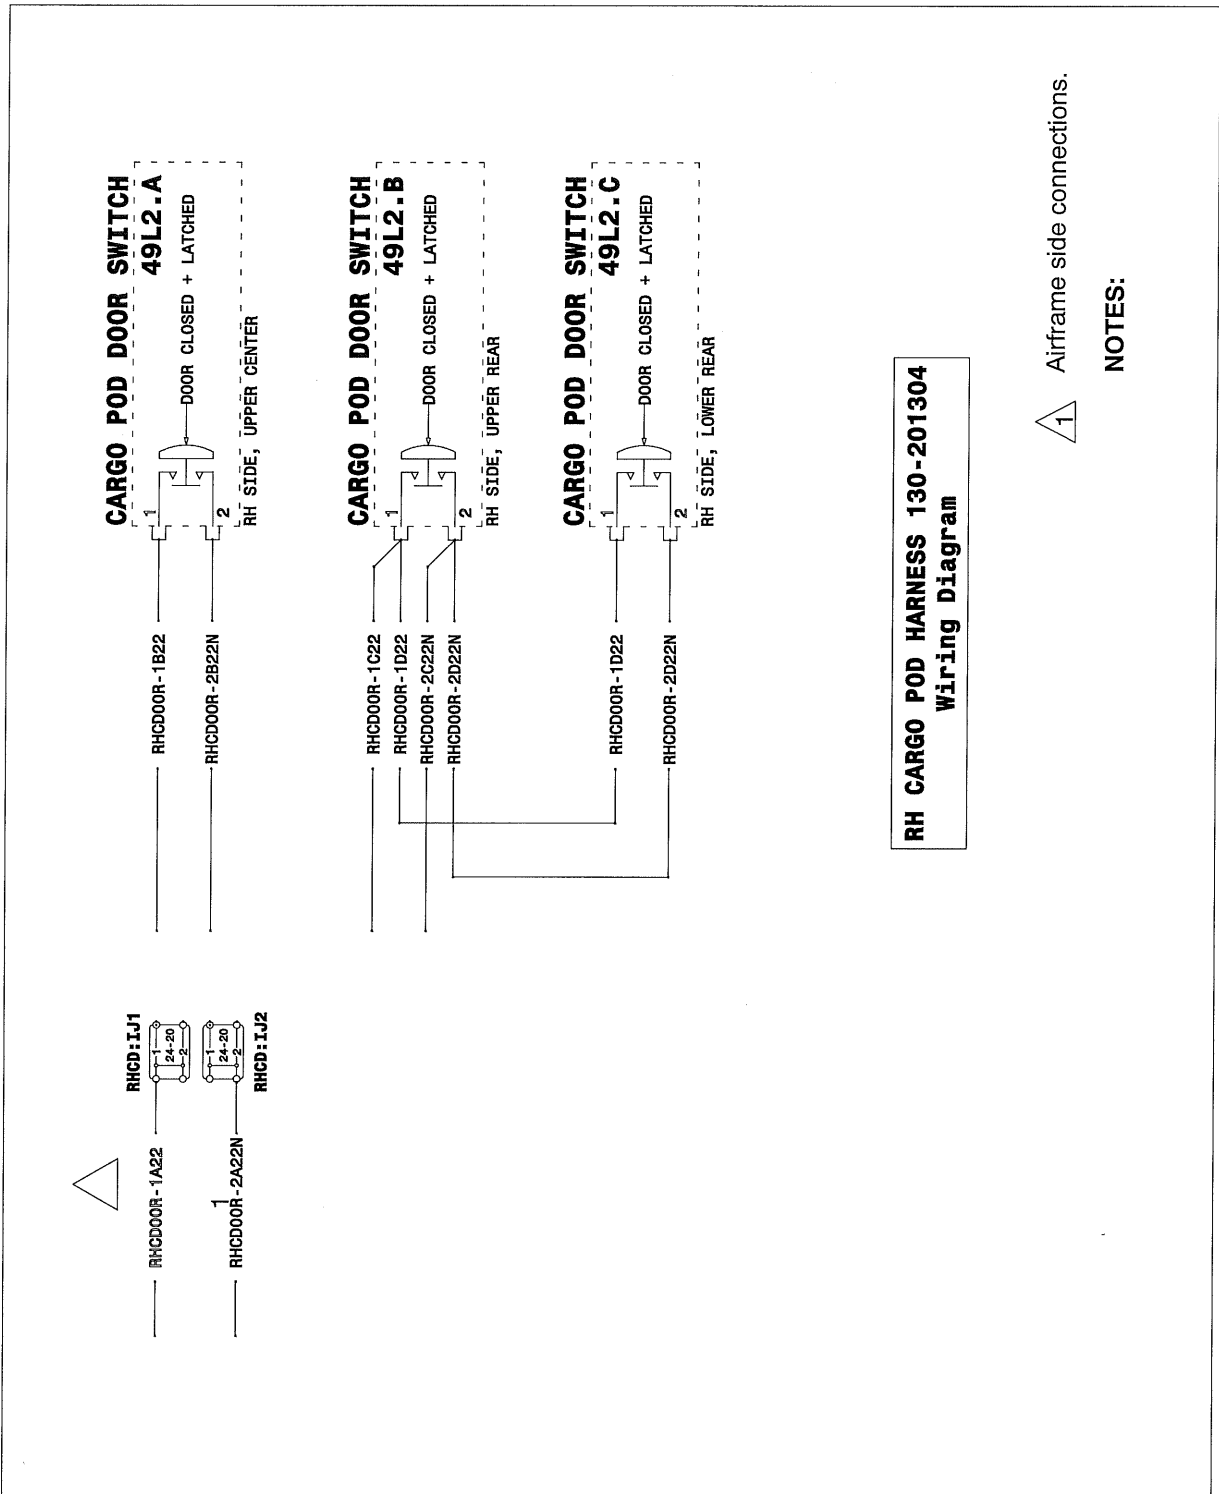 CARGO POD DOOR SWITCH
49L2.A
1
2
DOOR CLOSED + LATCHED
RH SIDE, UPPER CENTER
RHCDOOR-1B22
RHCDOOR-2B22N
CARGO POD DOOR SWITCH
49L2.B
1
2
DOOR CLOSED + LATCHED
RH SIDE, UPPER REAR
RHCDOOR-1C22
RHCDOOR-1D22
RHCDOOR-2C22N
RHCDOOR-2D22N
CARGO POD DOOR SWITCH
49L2.C
1
2
DOOR CLOSED + LATCHED
RH SIDE, LOWER REAR
RHCDOOR-1D22
RHCDOOR-2D22N
RHCD:IJ1
1
24-20
2
1
24-20
2
RHCD:IJ2
RHCDOOR-1A22
1
RHCDOOR-2A22N
RH CARGO POD HARNESS 130-201304
Wiring Diagram
1 Airframe side connections.
NOTES: